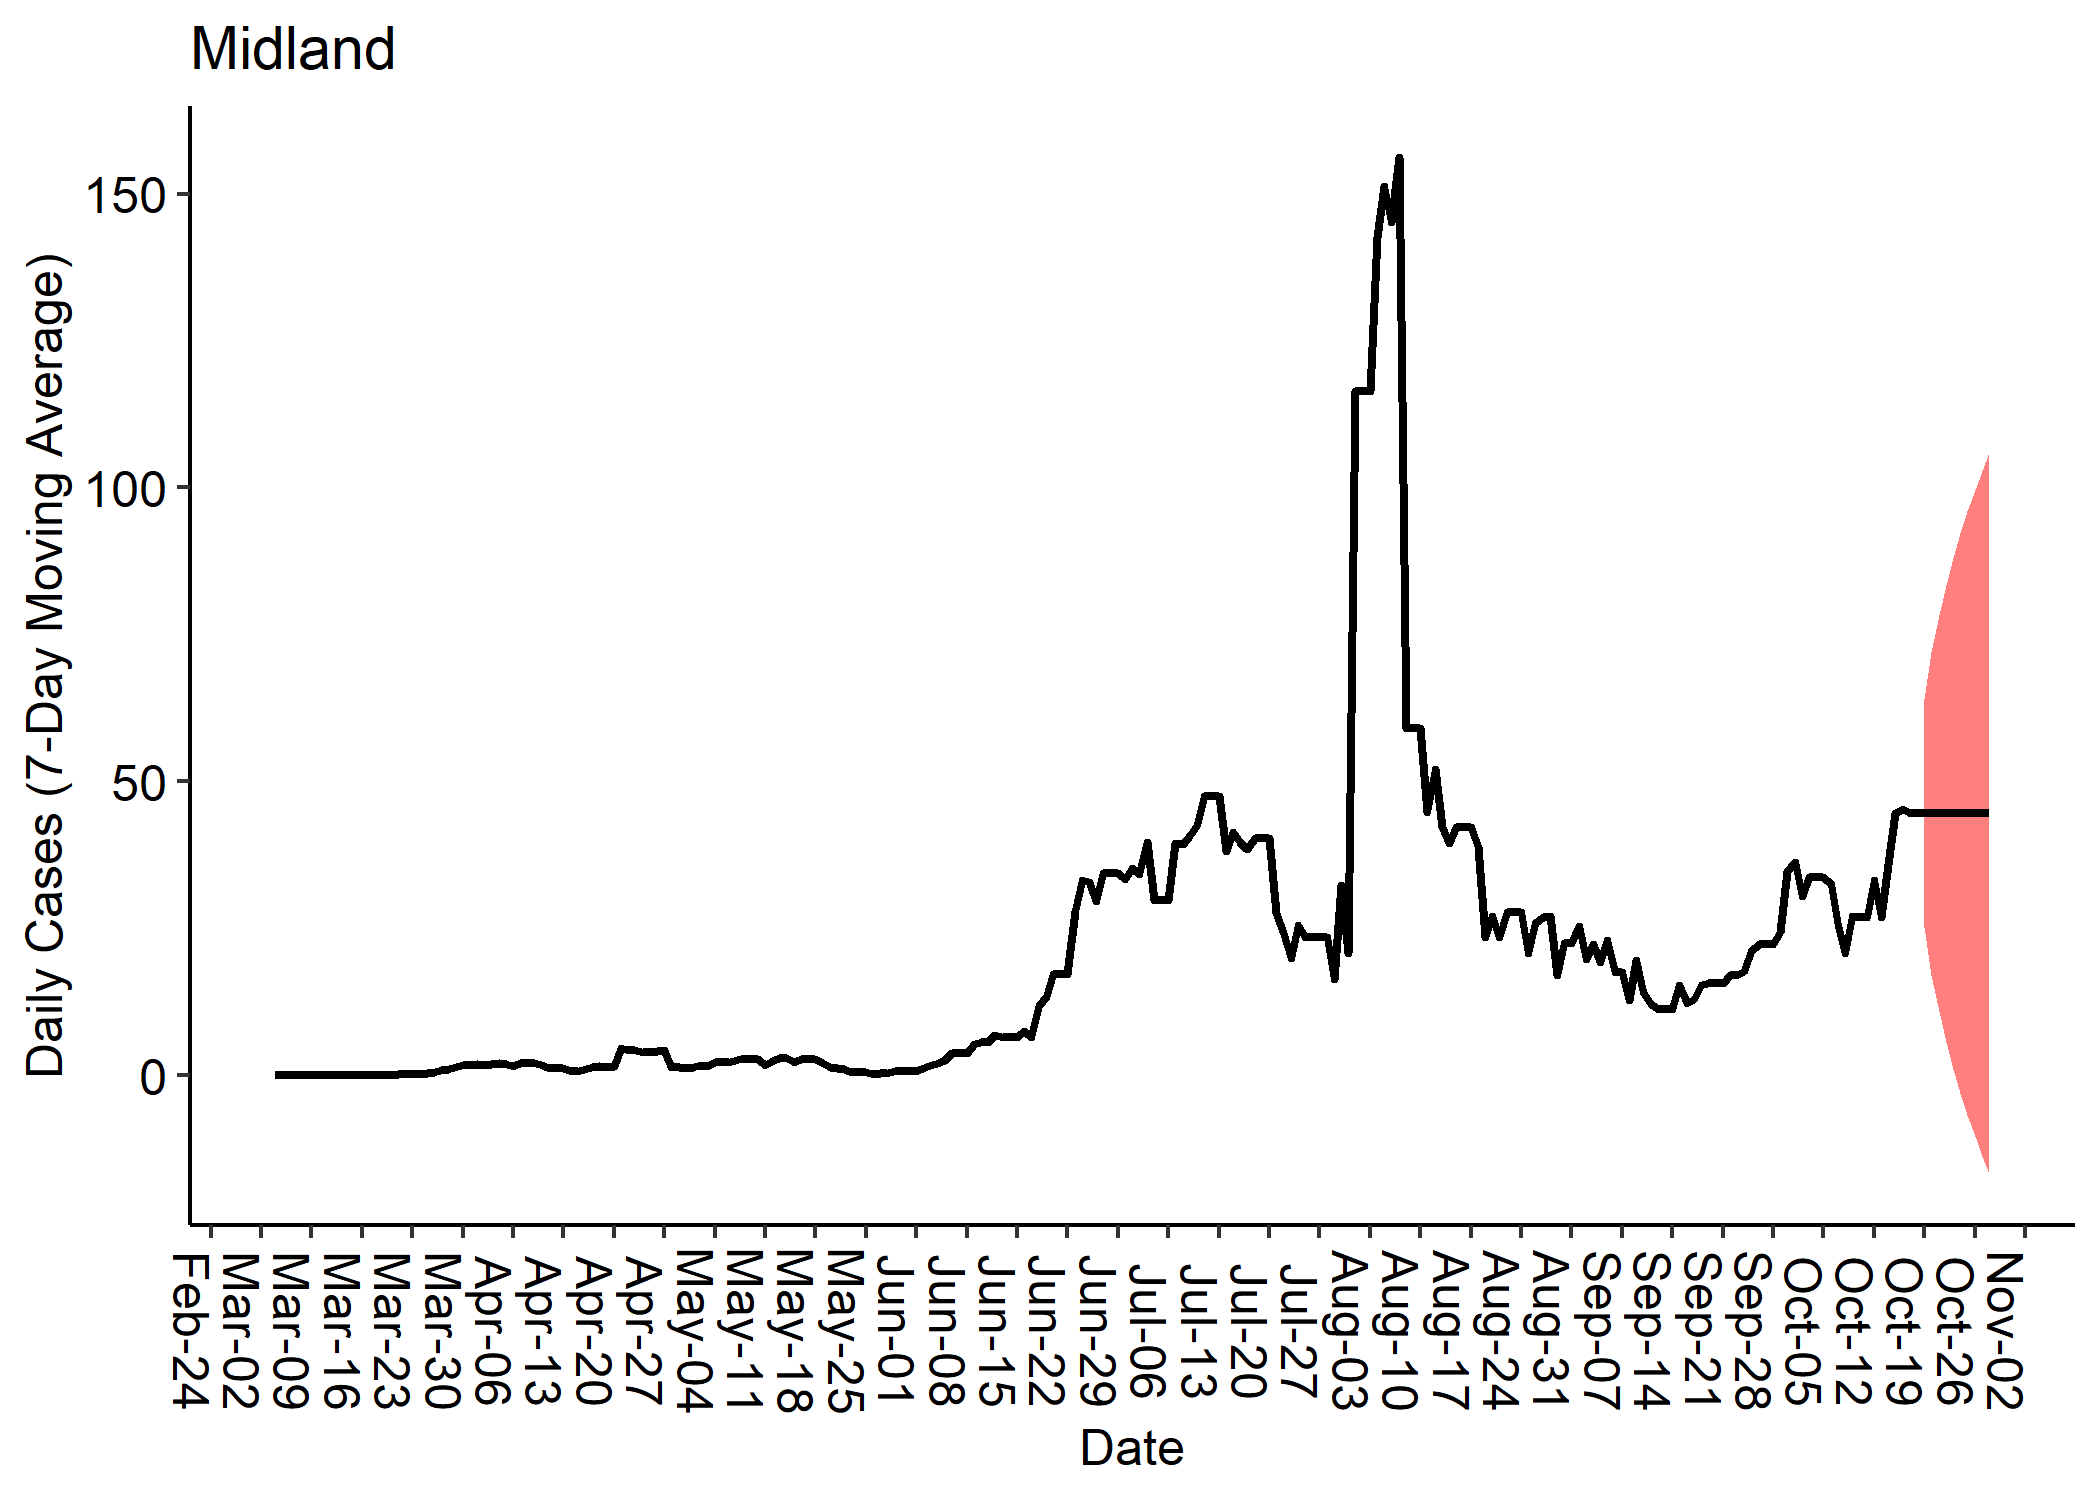 Midland
Daily Cases (7-Day Moving Average)
150
100
50
0
Feb-24
Mar-02
Mar-09
Mar-16
Mar-23
Mar-30
Apr-06
Apr-13
Apr-20
Apr-27
May-04
May-11
May-18
May-25
Jun-01
Jun-08
Jun-15
Jun-22
Jun-29
Jul-06
Jul-13
Jul-20
Jul-27
Aug-03
Aug-10
Aug-17
Aug-24
Aug-31
Sep-07
Sep-14
Sep-21
Sep-28
Oct-05
Oct-12
Oct-19
Oct-26
Nov-02
Date